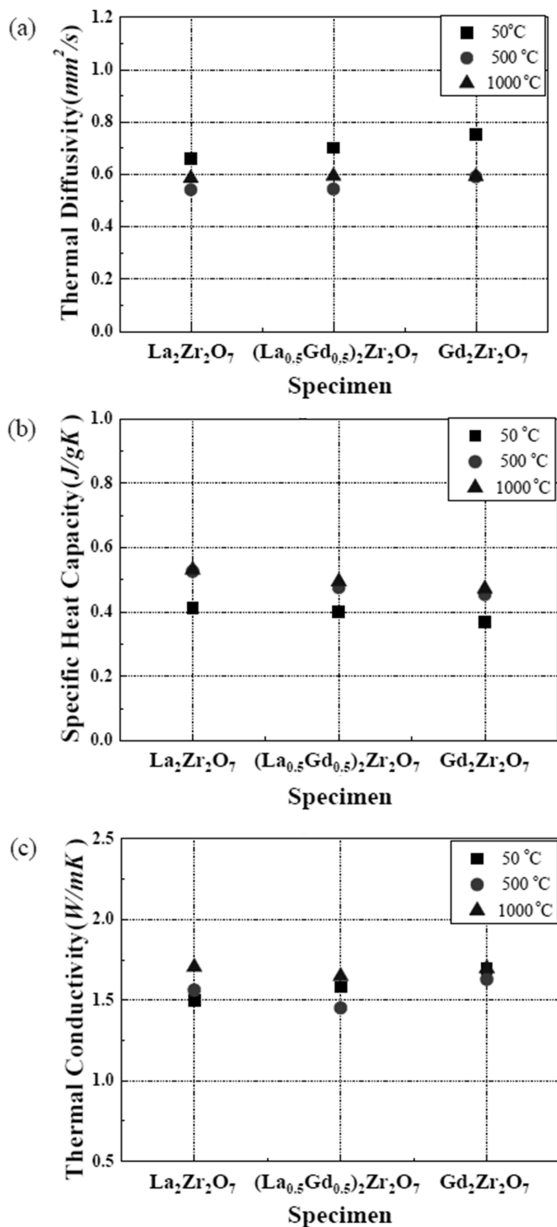 (a)
Thermal Diffusivity(mm²/s)
1.2
1.0
0.8
0.6
0.4
0.2
0.0
50°C
500 °C
1000 °C
La₂Zr₂O₇ (La₀.₅Gd₀.₅)₂Zr₂O₇ Gd₂Zr₂O₇
Specimen
(b)
Specific Heat Capacity(J/gK)
1.0
0.8
0.6
0.4
0.2
0.0
50 °C
500 °C
1000 °C
La₂Zr₂O₇ (La₀.₅Gd₀.₅)₂Zr₂O₇ Gd₂Zr₂O₇
Specimen
(c)
Thermal Conductivity(W/mK)
2.5
2.0
1.5
1.0
0.5
50 °C
500 °C
1000 °C
La₂Zr₂O₇ (La₀.₅Gd₀.₅)₂Zr₂O₇ Gd₂Zr₂O₇
Specimen